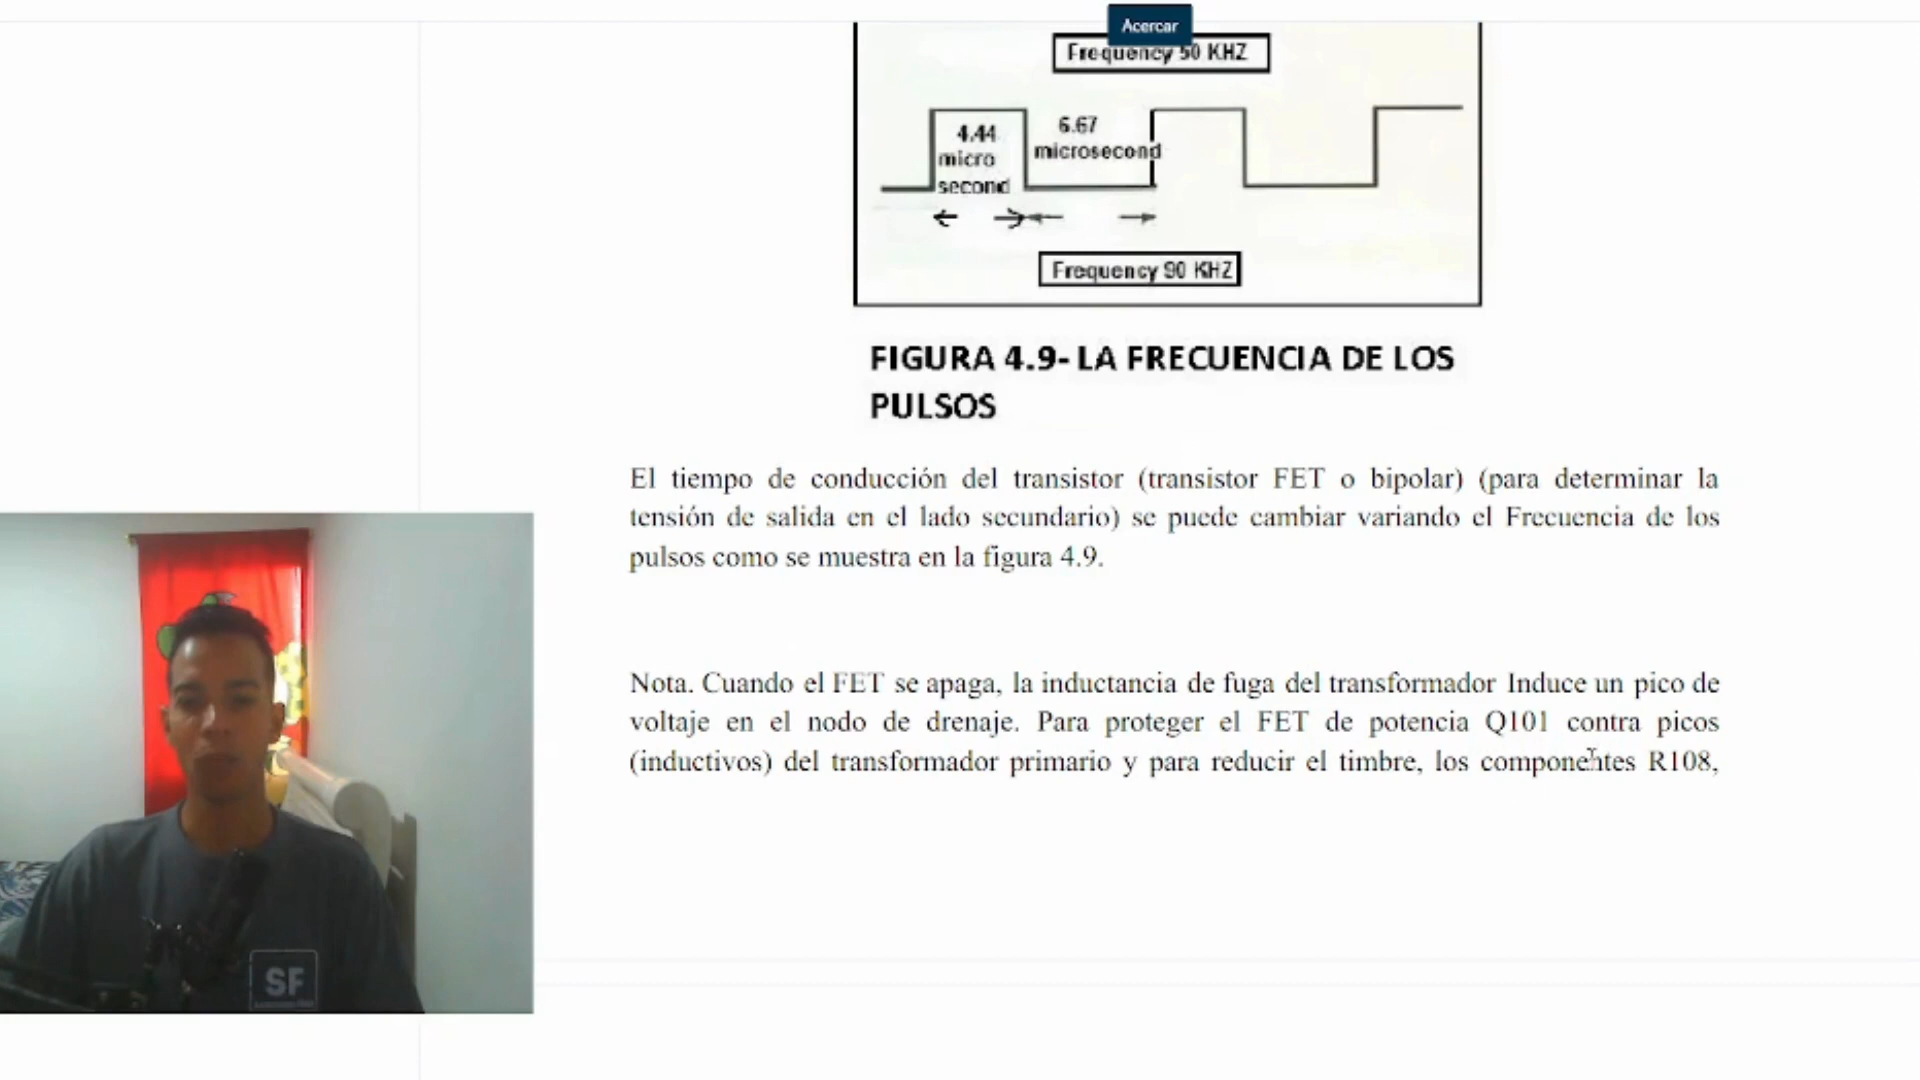 Acercar
Frequency 50 KHZ
4.44
micro
second
6.67
microsecond
Frequency 90 KHZ
FIGURA 4.9- LA FRECUENCIA DE LOS
PULSOS
El tiempo de conducción del transistor (transistor FET o bipolar) (para determinar la
tensión de salida en el lado secundario) se puede cambiar variando el Frecuencia de los
pulsos como se muestra en la figura 4.9.
Nota. Cuando el FET se apaga, la inductancia de fuga del transformador Induce un pico de
voltaje en el nodo de drenaje. Para proteger el FET de potencia Q101 contra picos
(inductivos) del transformador primario y para reducir el timbre, los componentes R108,
SF